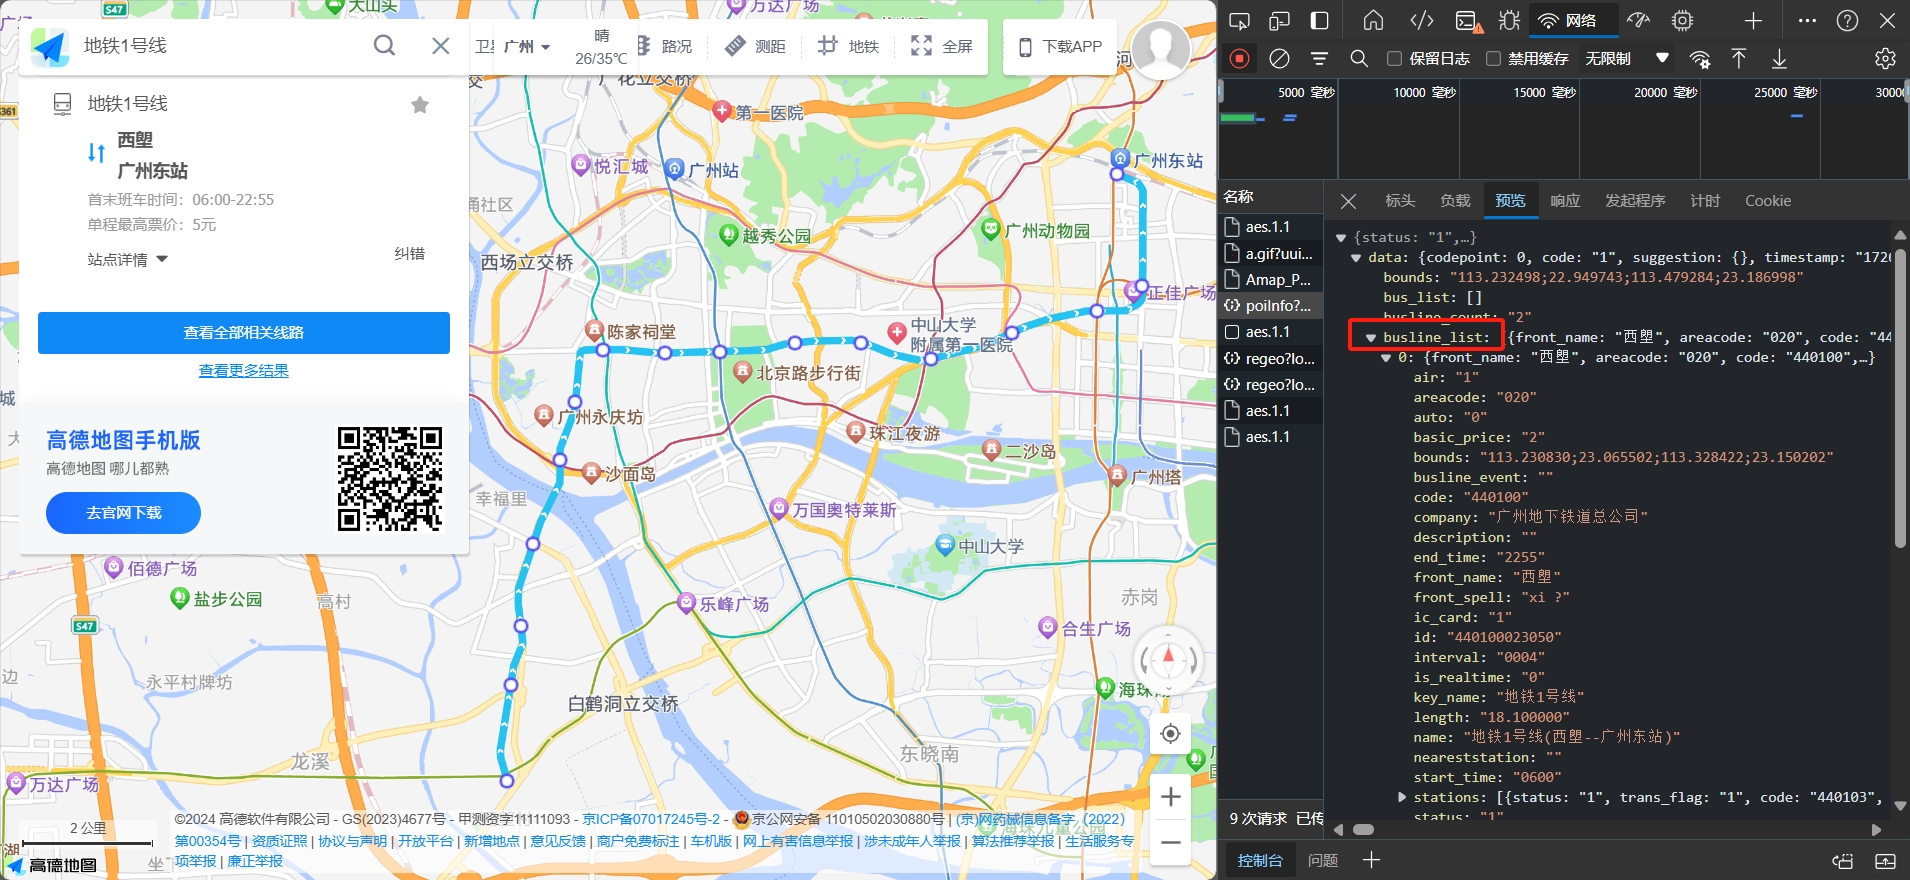 地铁1号线
卫星
广州
晴
26/35℃
路况
测距
地铁
全屏
下载APP
地铁1号线
西塱
广州东站
首末班车时间：06:00-22:55
单程最高票价：5元
站点详情
纠错
查看全部相关线路
查看更多结果
高德地图手机版
高德地图 哪儿都熟
去官网下载
S47
大山头
万达广场
广花立交桥
第一医院
悦汇城
广州站
广州东站
广州动物园
越秀公园
西场立交桥
正佳广场
陈家祠堂
中山大学
附属第一医院
北京路步行街
广州永庆坊
珠江夜游
二沙岛
沙面岛
广州塔
幸福里
万国奥特莱斯
中山大学
佰德广场
盐步公园
高村
S47
乐峰广场
赤岗
合生广场
永平村牌坊
白鹤洞立交桥
龙溪
东晓南
万达广场
2 公里
高德地图
©2024 高德软件有限公司 - GS(2023)4677号 - 甲测资字11111093 - 京ICP备07017245号-2 - 京公网安备 11010502030880号 | (京)网药械信息备字（2022）
第00354号 | 资质证照 | 协议与声明 | 开放平台 | 新增地点 | 意见反馈 | 商户免费标注 | 车机版 | 网上有害信息举报 | 涉未成年人举报 | 算法推荐举报 | 生活服务专
项举报 | 廉正举报
网络
保留日志
禁用缓存
无限制
5000 毫秒
10000 毫秒
15000 毫秒
20000 毫秒
25000 毫秒
30000
名称
aes.1.1
a.gif?uui...
Amap_P...
poiInfo?...
aes.1.1
regeo?lo...
regeo?lo...
aes.1.1
aes.1.1
9 次请求
标头
负载
预览
响应
发起程序
计时
Cookie
{status: "1",…}
data: {codepoint: 0, code: "1", suggestion: {}, timestamp: "172
bounds: "113.232498;22.949743;113.479284;23.186998"
bus_list: []
busline_count: "2"
busline_list: [{front_name: "西塱", areacode: "020", code: "44
0: {front_name: "西塱", areacode: "020", code: "440100",…}
air: "1"
areacode: "020"
auto: "0"
basic_price: "2"
bounds: "113.230830;23.065502;113.328422;23.150202"
busline_event: ""
code: "440100"
company: "广州地下铁道总公司"
description: ""
end_time: "2255"
front_name: "西塱"
front_spell: "xi ?"
ic_card: "1"
id: "440100023050"
interval: "0004"
is_realtime: "0"
key_name: "地铁1号线"
length: "18.100000"
name: "地铁1号线(西塱--广州东站)"
neareststation: ""
start_time: "0600"
stations: [{status: "1", trans_flag: "1", code: "440103",
status: "1"
控制台
问题